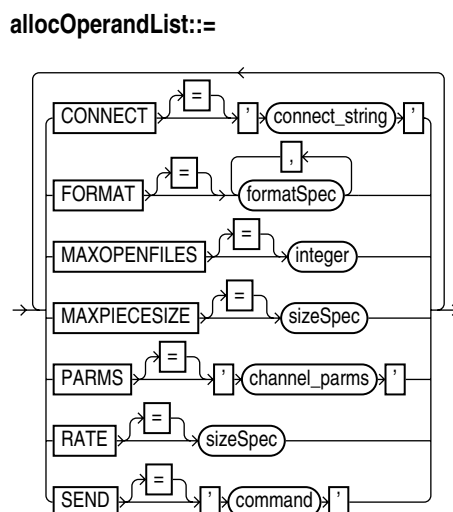 allocOperandList::=
CONNECT = ' connect_string '
,
FORMAT = formatSpec
MAXOPENFILES = integer
MAXPIECESIZE = sizeSpec
PARMS = ' channel_parms '
RATE = sizeSpec
SEND = ' command '